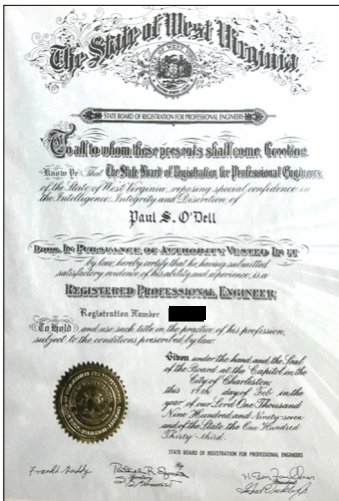 The State of West Virginia
STATE BOARD OF REGISTRATION FOR PROFESSIONAL ENGINEERS
To all to whom these presents shall come, Greeting
Know Ye That The State Board of Registration for Professional Engineers
of the State of West Virginia, reposing special confidence in
the Intelligence, Integrity and Discretion of
Paul S. O'Dell
DOES, IN PURSUANCE OF AUTHORITY VESTED IN IT
by law, hereby certify that he, having submitted
satisfactory evidence of his ability and experience, is a
REGISTERED PROFESSIONAL ENGINEER;
Registration Number
To Hold and use such title in the practice of his profession,
subject to the conditions prescribed by law.
Given under the hand and the Seal
of the Board at the Capitol in the
City of Charleston
this 19th day of Feb in the
year of our Lord One Thousand
Nine Hundred and Ninety-seven
and of the State, the One Hundred
Thirty-third.
STATE BOARD OF REGISTRATION FOR PROFESSIONAL ENGINEERS